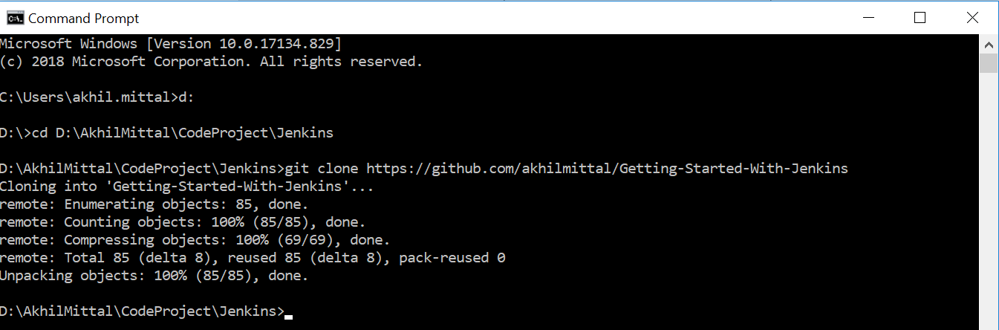 Command Prompt
Microsoft Windows [Version 10.0.17134.829]
(c) 2018 Microsoft Corporation. All rights reserved.
C:\Users\akhil.mittal>d:
D:\>cd D:\AkhilMittal\CodeProject\Jenkins
D:\AkhilMittal\CodeProject\Jenkins>git clone https://github.com/akhilmittal/Getting-Started-With-Jenkins
Cloning into 'Getting-Started-With-Jenkins'...
remote: Enumerating objects: 85, done.
remote: Counting objects: 100% (85/85), done.
remote: Compressing objects: 100% (69/69), done.
remote: Total 85 (delta 8), reused 85 (delta 8), pack-reused 0
Unpacking objects: 100% (85/85), done.
D:\AkhilMittal\CodeProject\Jenkins>